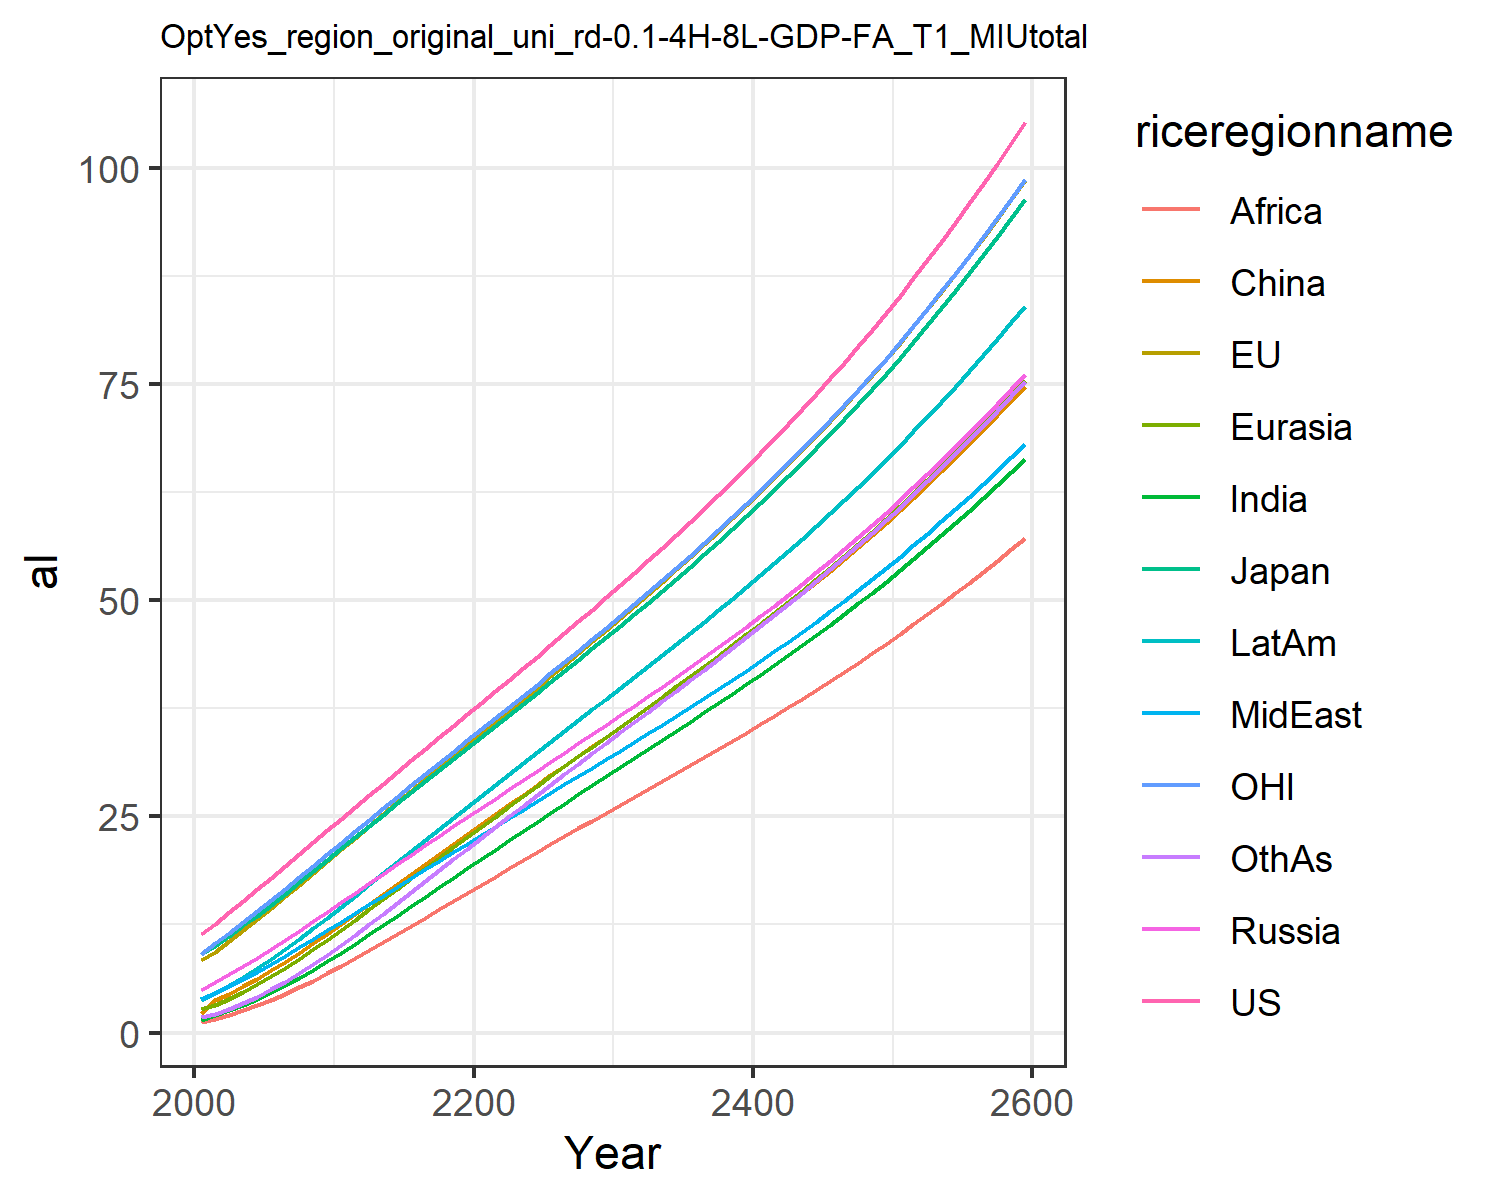 OptYes_region_original_uni_rd-0.1-4H-8L-GDP-FA_T1_MIUtotal
al
100
75
50
25
0
2000 2200 2400 2600
Year
riceregionname
Africa
China
EU
Eurasia
India
Japan
LatAm
MidEast
OHI
OthAs
Russia
US